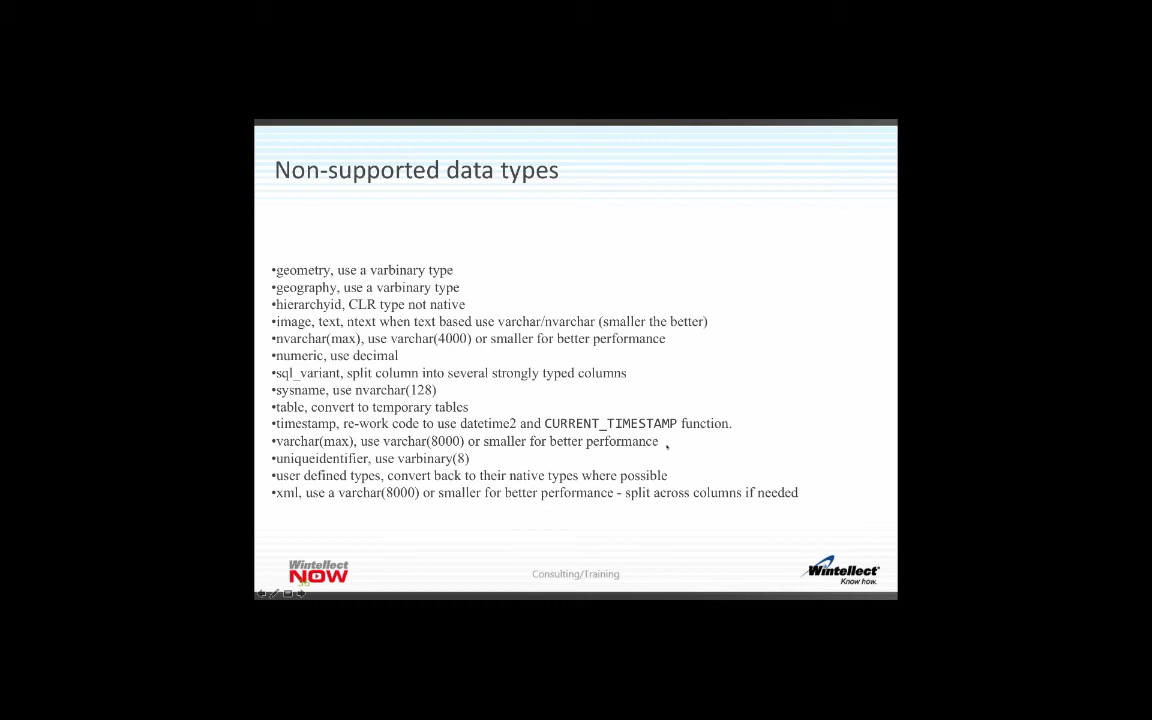 Non-supported data types
•geometry, use a varbinary type
•geography, use a varbinary type
•hierarchyid, CLR type not native
•image, text, ntext when text based use varchar/nvarchar (smaller the better)
•nvarchar(max), use varchar(4000) or smaller for better performance
•numeric, use decimal
•sql_variant, split column into several strongly typed columns
•sysname, use nvarchar(128)
•table, convert to temporary tables
•timestamp, re-work code to use datetime2 and CURRENT_TIMESTAMP function.
•varchar(max), use varchar(8000) or smaller for better performance
•uniqueidentifier, use varbinary(8)
•user defined types, convert back to their native types where possible
•xml, use a varchar(8000) or smaller for better performance - split across columns if needed
Wintellect
NOW
Consulting/Training
Wintellect
Know how.